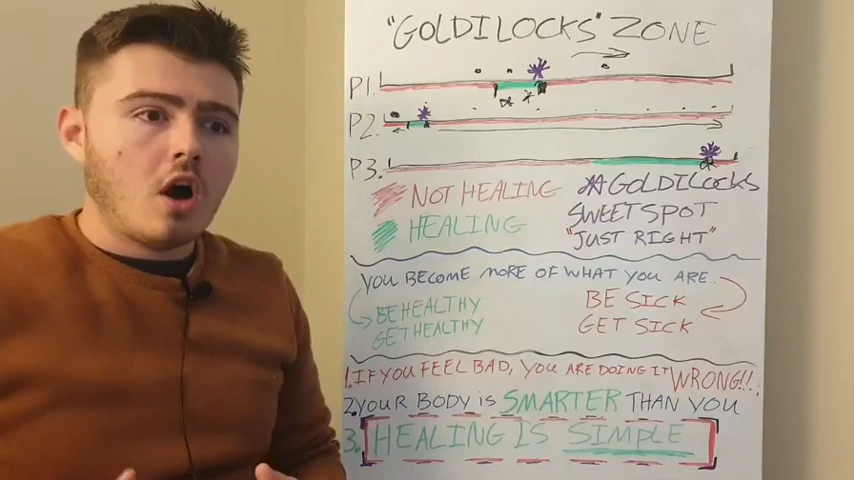 "GOLDILOCKS" ZONE
P1.
P2.
P3.
NOT HEALING
HEALING
GOLDILOCKS
SWEET SPOT
"JUST RIGHT"
YOU BECOME MORE OF WHAT YOU ARE.
BE HEALTHY
GET HEALTHY
BE SICK
GET SICK
1. IF YOU FEEL BAD, YOU ARE DOING IT WRONG!!!
2. YOUR BODY IS SMARTER THAN YOU
3. HEALING IS SIMPLE